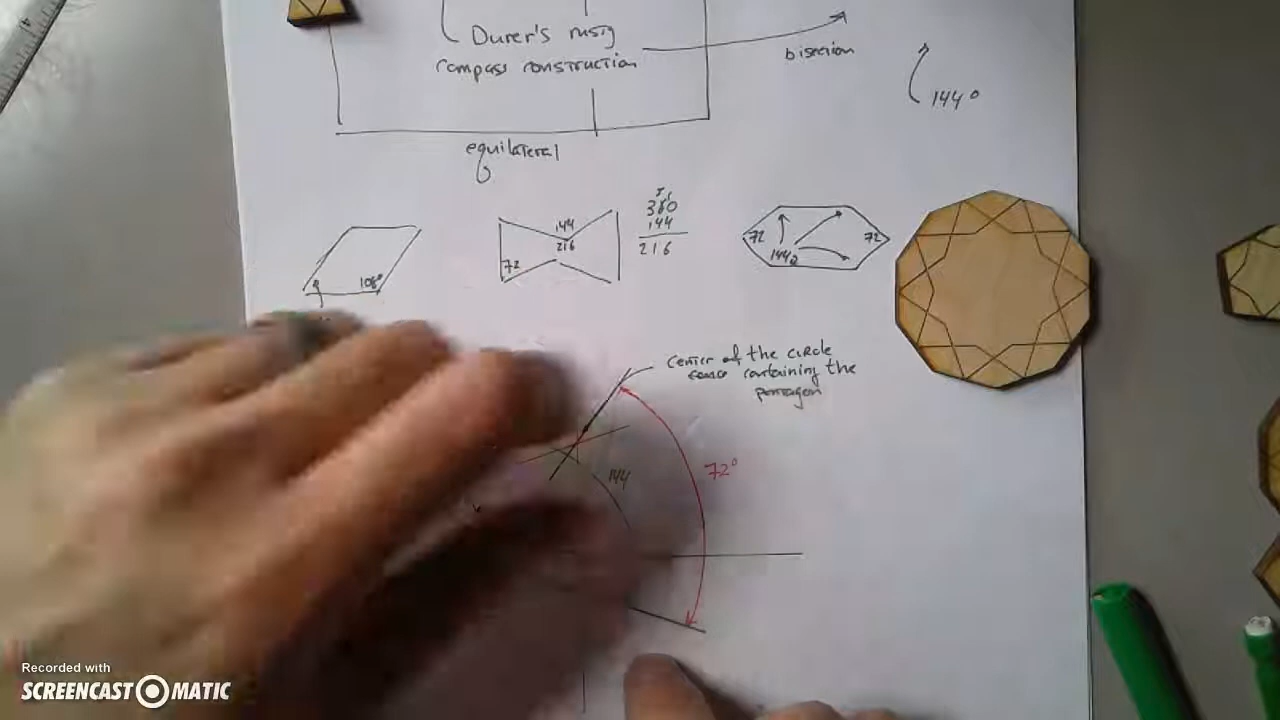 Durer's rusty
compass construction
bisection
144°
equilateral
108°
144
216
72
360
144
216
72
144°
72
center of the circle
containing the
pentagon
72°
144
Recorded with
SCREENCAST O MATIC